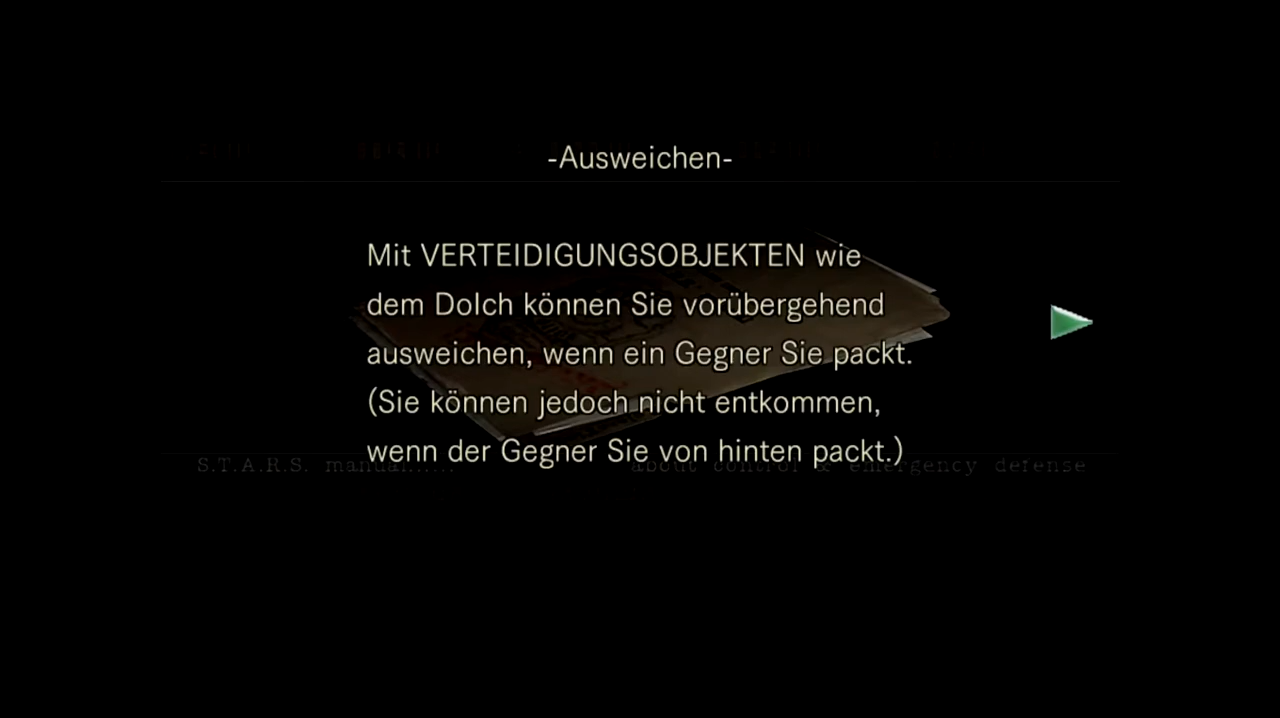 -Ausweichen-
Mit VERTEIDIGUNGSOBJEKTEN wie
dem Dolch können Sie vorübergehend
ausweichen, wenn ein Gegner Sie packt.
(Sie können jedoch nicht entkommen,
wenn der Gegner Sie von hinten packt.)
S.T.A.R.S. manual...... about control & emergency defense